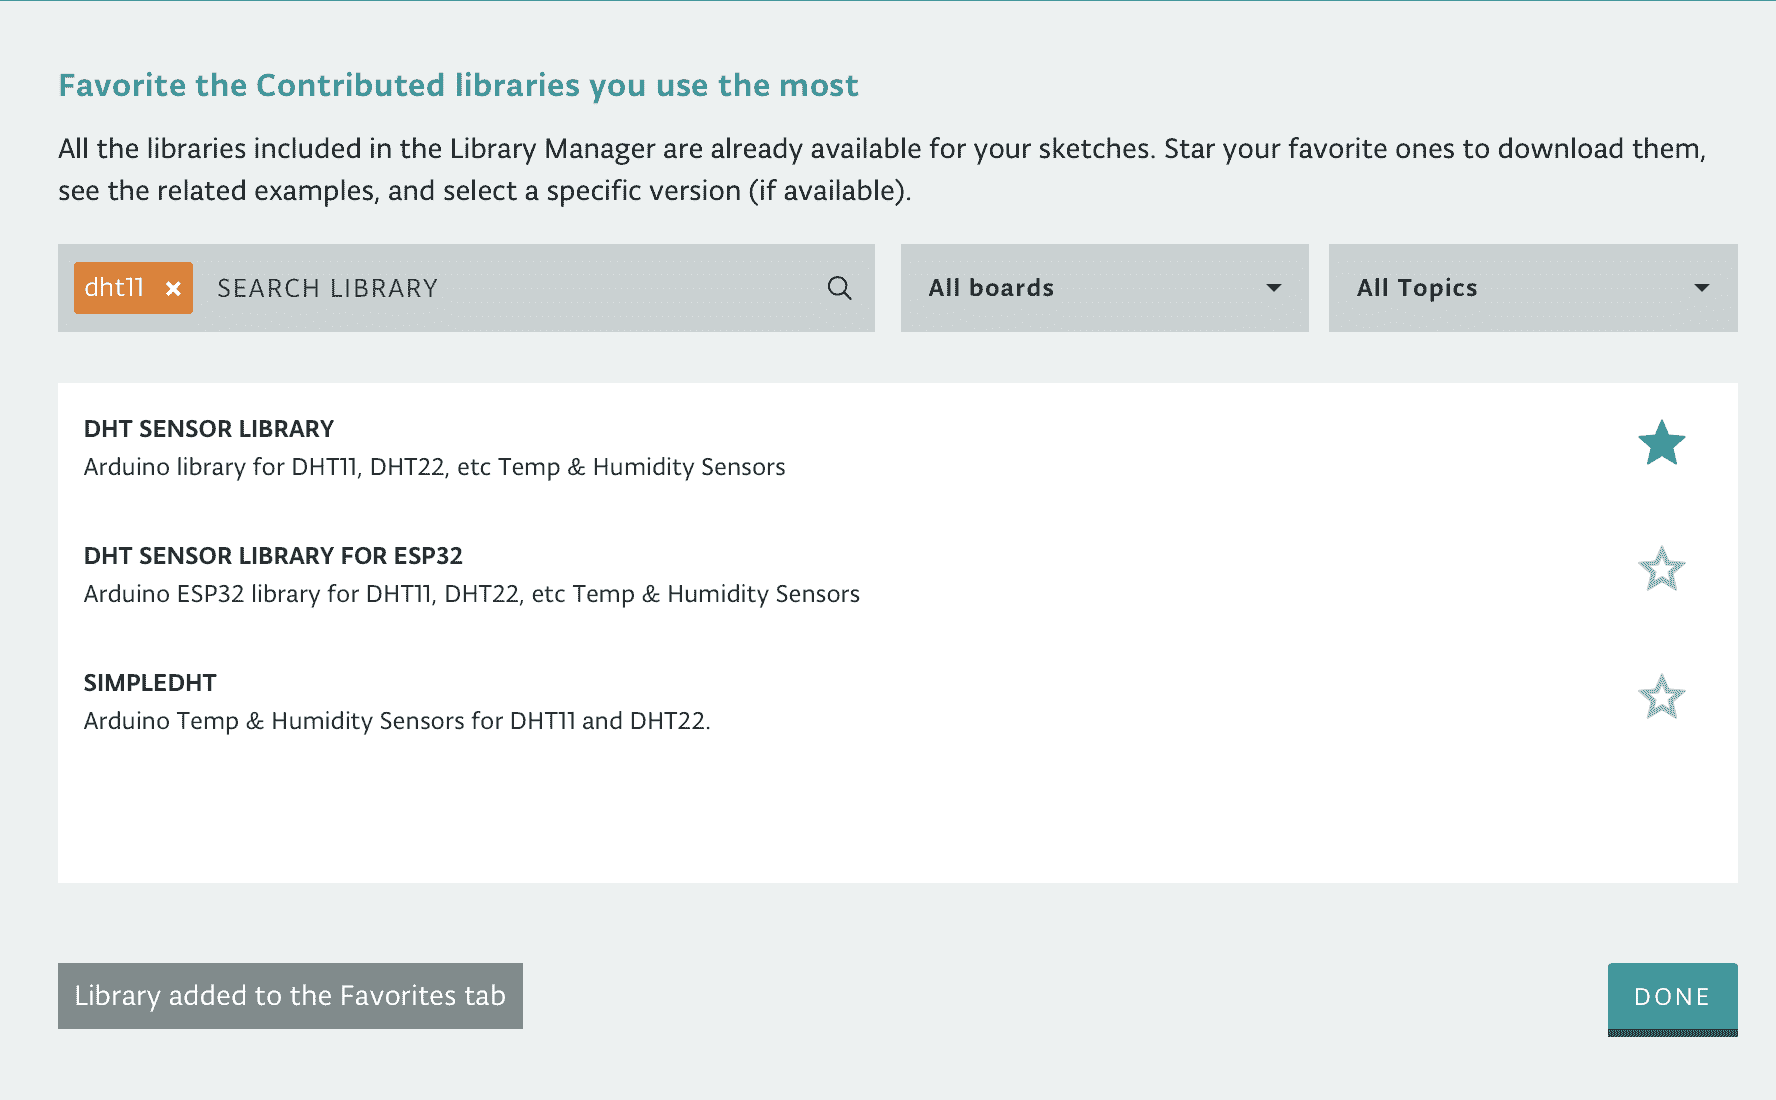 Favorite the Contributed libraries you use the most
All the libraries included in the Library Manager are already available for your sketches. Star your favorite ones to download them,
see the related examples, and select a specific version (if available).
dht11 × SEARCH LIBRARY
All boards
All Topics
DHT SENSOR LIBRARY
Arduino library for DHT11, DHT22, etc Temp & Humidity Sensors
DHT SENSOR LIBRARY FOR ESP32
Arduino ESP32 library for DHT11, DHT22, etc Temp & Humidity Sensors
SIMPLEDHT
Arduino Temp & Humidity Sensors for DHT11 and DHT22.
Library added to the Favorites tab
DONE